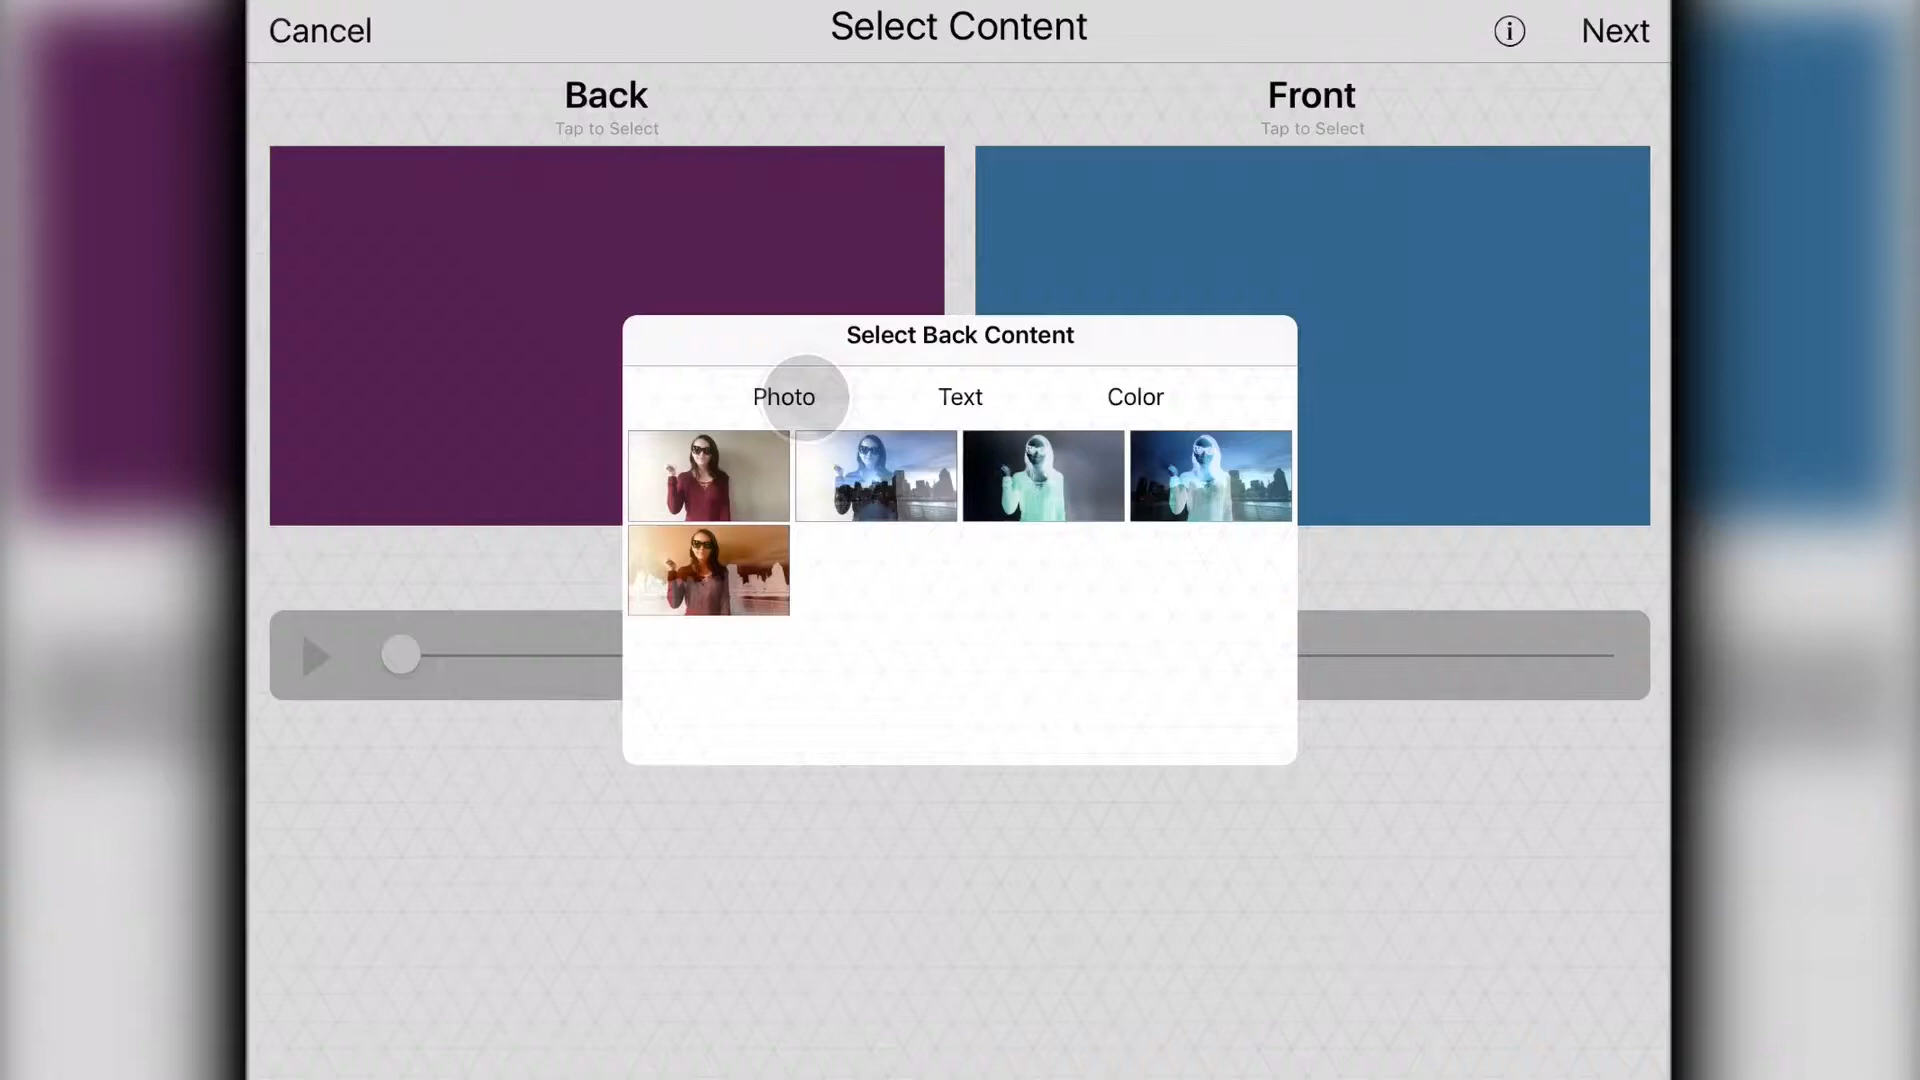 Cancel
Select Content
i
Next
Back
Tap to Select
Front
Tap to Select
Select Back Content
Photo
Text
Color